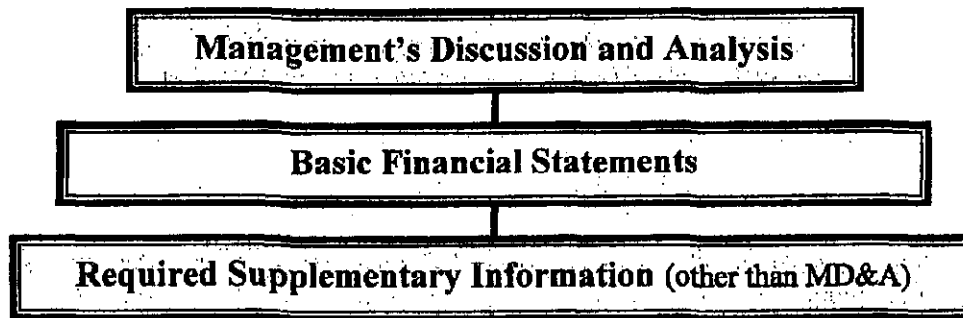 Management's Discussion and Analysis
Basic Financial Statements
Required Supplementary Information (other than MD&A)